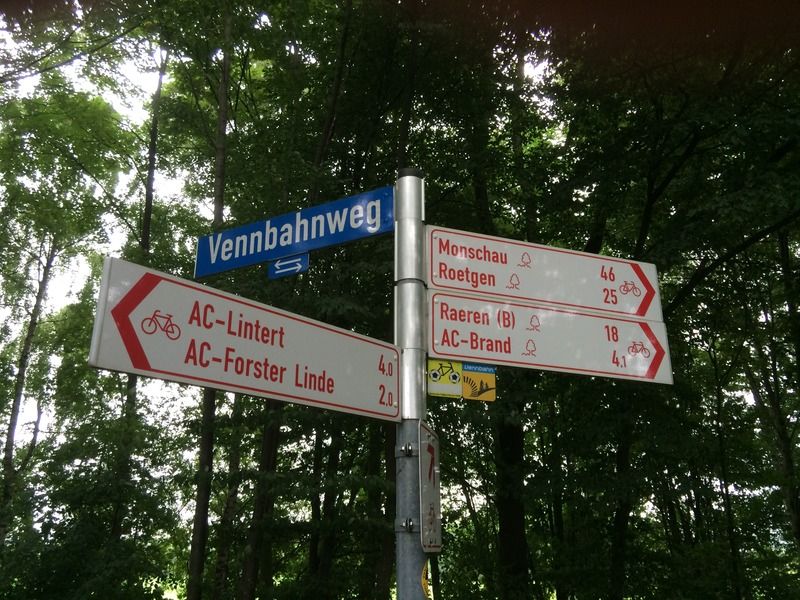 Vennbahnweg
AC-Lintert 4.0
AC-Forster Linde 2.0
Monschau 46
Roetgen 25
Raeren (B) 18
AC-Brand 4.1
Vennbahn